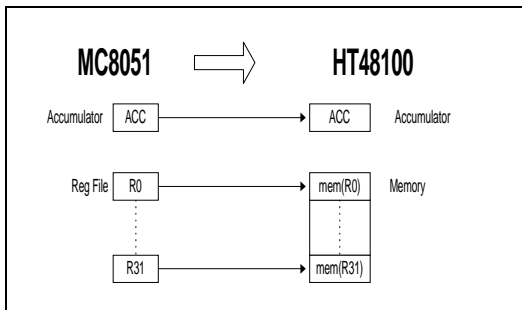 MC8051 HT48100
Accumulator ACC ACC Accumulator
Reg File R0 mem(R0) Memory
R31 mem(R31)